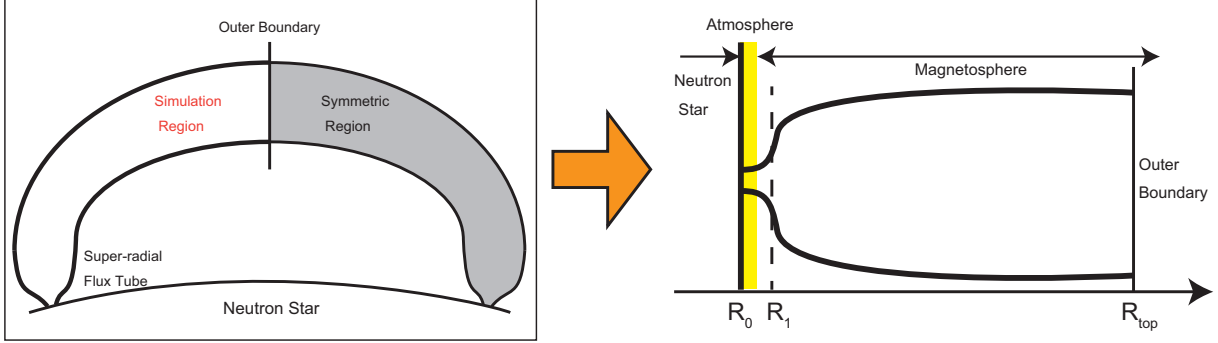 Outer Boundary
Simulation
Region
Symmetric
Region
Super-radial
Flux Tube
Neutron Star
Atmosphere
Neutron
Star
Magnetosphere
Outer
Boundary
R0
R1
Rtop